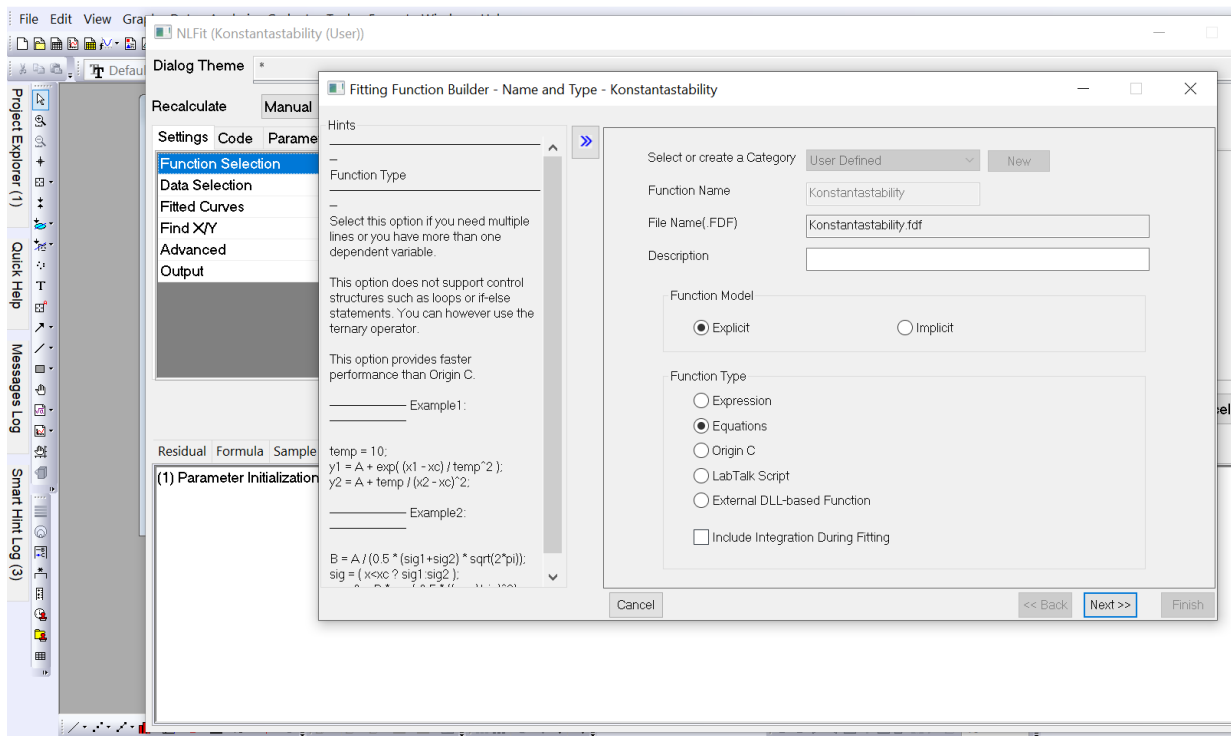 File Edit View
NLFit (Konstantastability (User))
Dialog Theme *
Recalculate Manual
Settings Code
Function Selection
Data Selection
Fitted Curves
Find X/Y
Advanced
Output
Residual Formula Sample
(1) Parameter Initialization
Project Explorer (1)
Quick Help
Messages Log
Smart Hint Log (3)
Fitting Function Builder - Name and Type - Konstantastability
Hints
Function Type
Select this option if you need multiple
lines or you have more than one
dependent variable.
This option does not support control
structures such as loops or if-else
statements. You can however use the
ternary operator.
This option provides faster
performance than Origin C.
Example1:
temp = 10;
y1 = A + exp( (x1 - xc) / temp^2 );
y2 = A + temp / (x2 - xc)^2;
Example2:
B = A / (0.5 * (sig1+sig2) * sqrt(2*pi));
sig = ( x<xc ? sig1:sig2 );
Select or create a Category User Defined New
Function Name Konstantastability
File Name(.FDF) Konstantastability.fdf
Description
Function Model
Explicit Implicit
Function Type
Expression
Equations
Origin C
LabTalk Script
External DLL-based Function
Include Integration During Fitting
Cancel << Back Next >> Finish